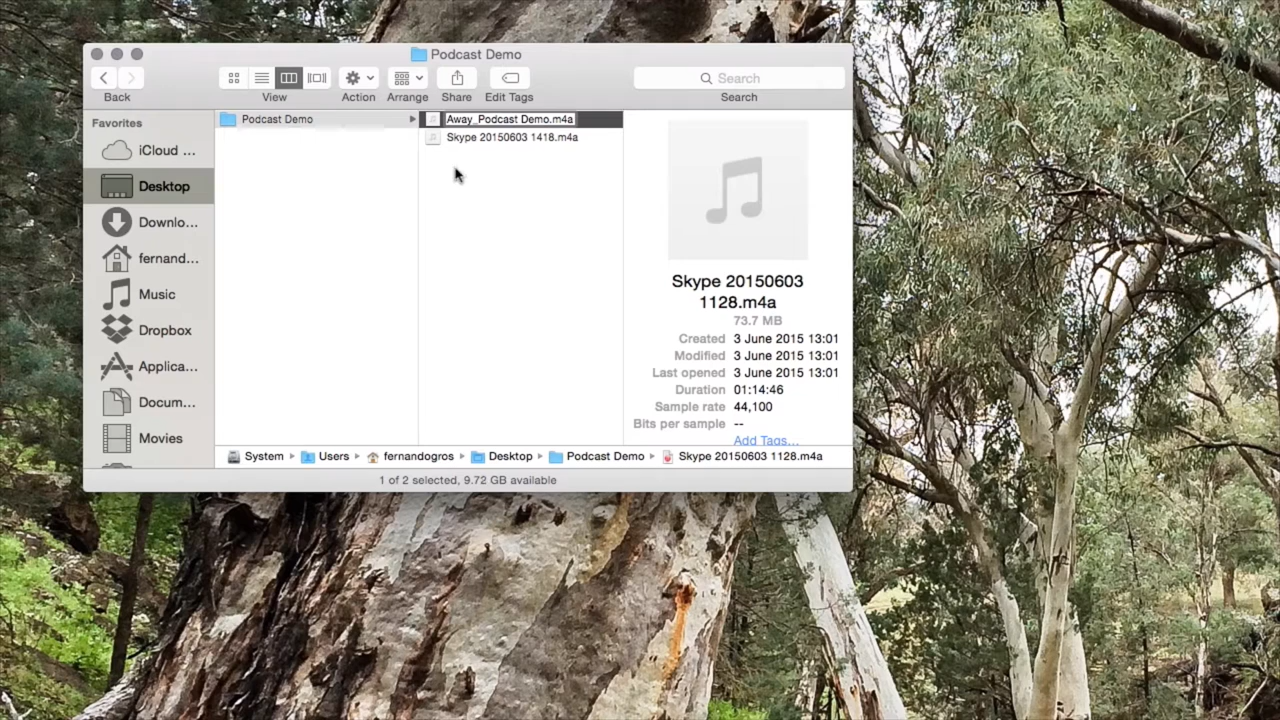 Podcast Demo
Search
Back
View
Action
Arrange
Share
Edit Tags
Search
Favorites
iCloud ...
Desktop
Downlo...
fernand...
Music
Dropbox
Applica...
Docum...
Movies
Podcast Demo
Away_Podcast Demo.m4a
Skype 20150603 1418.m4a
Skype 20150603
1128.m4a
73.7 MB
Created 3 June 2015 13:01
Modified 3 June 2015 13:01
Last opened 3 June 2015 13:01
Duration 01:14:46
Sample rate 44,100
Bits per sample --
Add Tags...
System Users fernandogros Desktop Podcast Demo Skype 20150603 1128.m4a
1 of 2 selected, 9.72 GB available